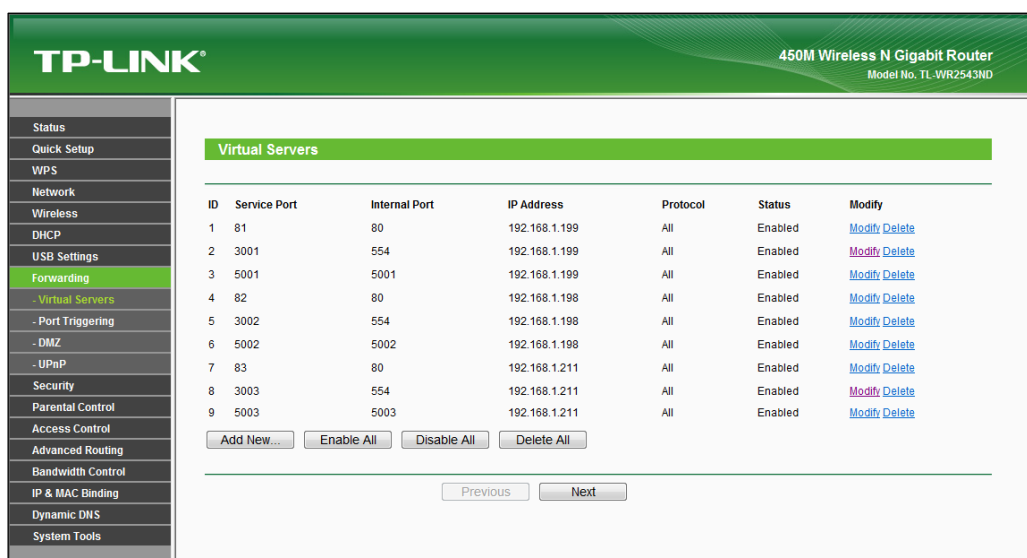 TP-LINK®
450M Wireless N Gigabit Router
Model No. TL-WR2543ND
Status
Quick Setup
WPS
Network
Wireless
DHCP
USB Settings
Forwarding
- Virtual Servers
- Port Triggering
- DMZ
- UPnP
Security
Parental Control
Access Control
Advanced Routing
Bandwidth Control
IP & MAC Binding
Dynamic DNS
System Tools
Virtual Servers
ID Service Port Internal Port IP Address Protocol Status Modify
1 81 80 192.168.1.199 All Enabled Modify Delete
2 3001 554 192.168.1.199 All Enabled Modify Delete
3 5001 5001 192.168.1.199 All Enabled Modify Delete
4 82 80 192.168.1.198 All Enabled Modify Delete
5 3002 554 192.168.1.198 All Enabled Modify Delete
6 5002 5002 192.168.1.198 All Enabled Modify Delete
7 83 80 192.168.1.211 All Enabled Modify Delete
8 3003 554 192.168.1.211 All Enabled Modify Delete
9 5003 5003 192.168.1.211 All Enabled Modify Delete
Add New... Enable All Disable All Delete All
Previous Next